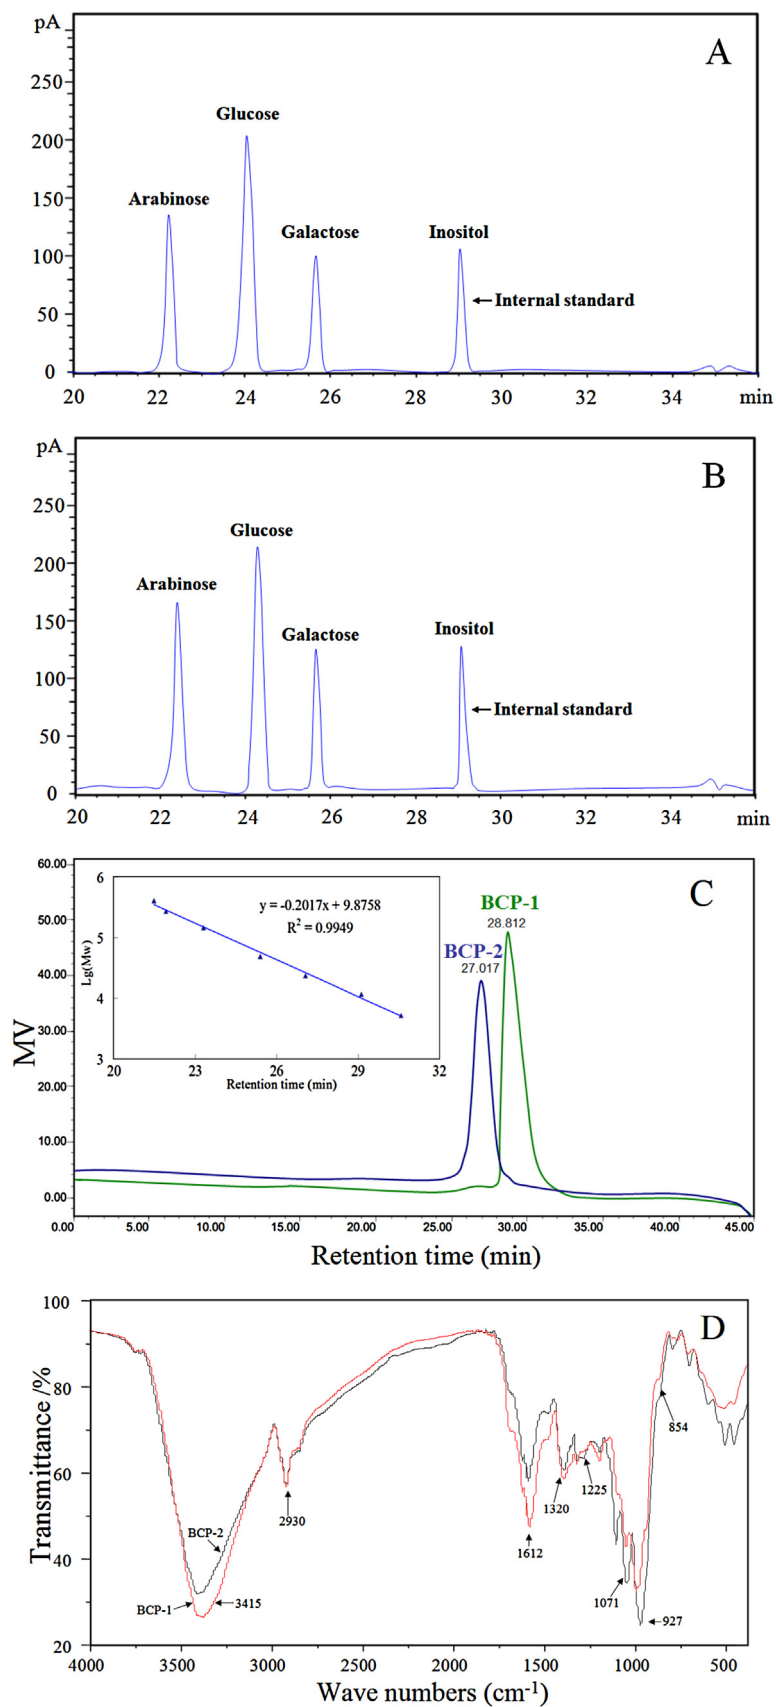 pA
A
250
Glucose
200
Arabinose
150
Galactose
Inositol
100
Internal standard
50
0
20 22 24 26 28 30 32 34 min
pA
B
250
Glucose
200
Arabinose
150
Galactose
Inositol
100
Internal standard
50
0
20 22 24 26 28 30 32 34 min
60.00
C
6
y = -0.2017x + 9.8758
R² = 0.9949
5
Lg(Mw)
4
3
20 23 26 29 32
Retention time (min)
BCP-1
28.812
BCP-2
27.017
50.00
40.00
MV
30.00
20.00
10.00
0.00
0.00 5.00 10.00 15.00 20.00 25.00 30.00 35.00 40.00 45.00
Retention time (min)
100
D
80
854
Transmittance /%
60
2930
1320
1225
BCP-2
1612
40
BCP-1
3415
1071
927
20
4000 3500 3000 2500 2000 1500 1000 500
Wave numbers (cm⁻¹)